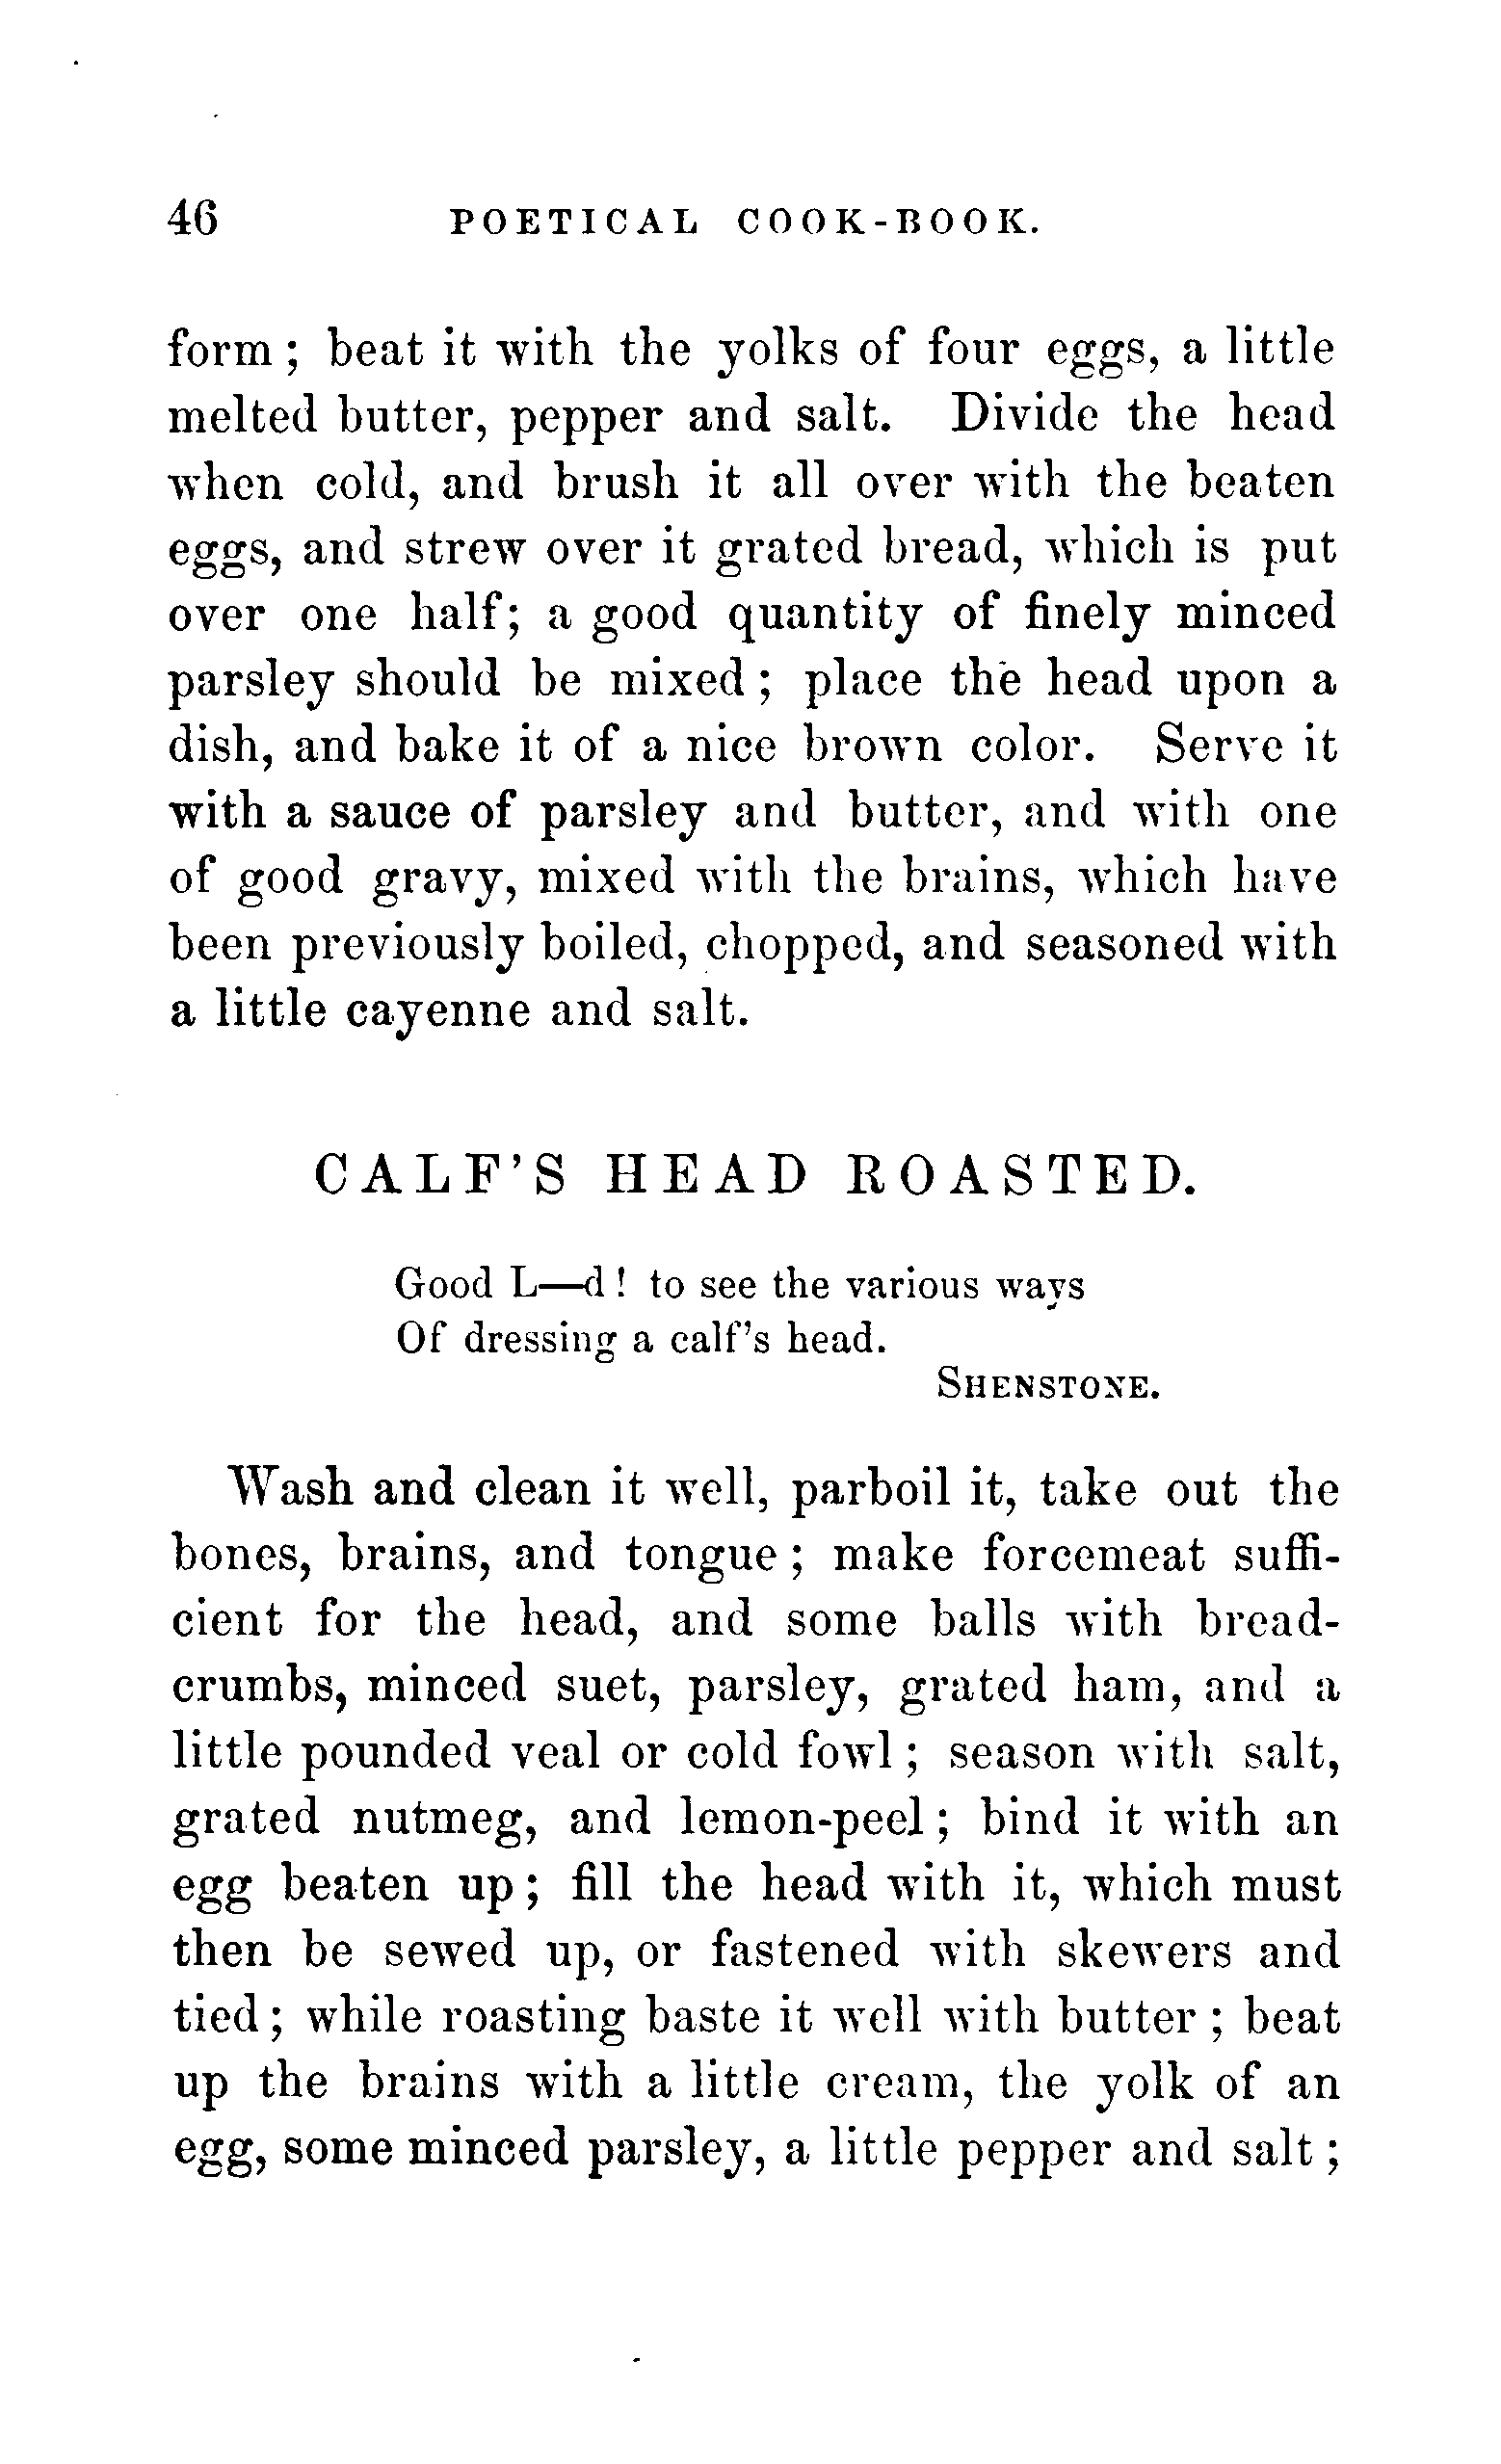 46 POETICAL COOK-BOOK.
form; beat it with the yolks of four eggs, a little
melted butter, pepper and salt. Divide the head
when cold, and brush it all over with the beaten
eggs, and strew over it grated bread, which is put
over one half; a good quantity of finely minced
parsley should be mixed; place the head upon a
dish, and bake it of a nice brown color. Serve it
with a sauce of parsley and butter, and with one
of good gravy, mixed with the brains, which have
been previously boiled, chopped, and seasoned with
a little cayenne and salt.
CALF'S HEAD ROASTED.
Good L—d! to see the various ways
Of dressing a calf's head.
SHENSTONE.
Wash and clean it well, parboil it, take out the
bones, brains, and tongue; make forcemeat suffi-
cient for the head, and some balls with bread-
crumbs, minced suet, parsley, grated ham, and a
little pounded veal or cold fowl; season with salt,
grated nutmeg, and lemon-peel; bind it with an
egg beaten up; fill the head with it, which must
then be sewed up, or fastened with skewers and
tied; while roasting baste it well with butter; beat
up the brains with a little cream, the yolk of an
egg, some minced parsley, a little pepper and salt;